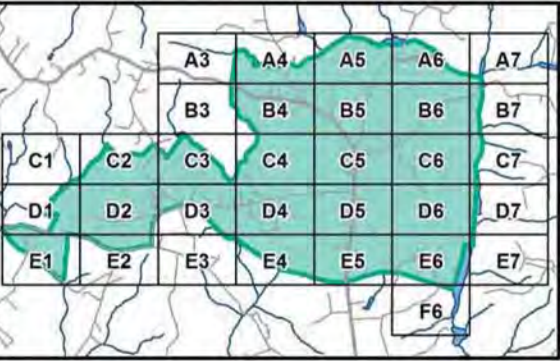 A3 A4 A5 A6 A7
B3 B4 B5 B6 B7
C1 C2 C3 C4 C5 C6 C7
D1 D2 D3 D4 D5 D6 D7
E1 E2 E3 E4 E5 E6 E7
F6